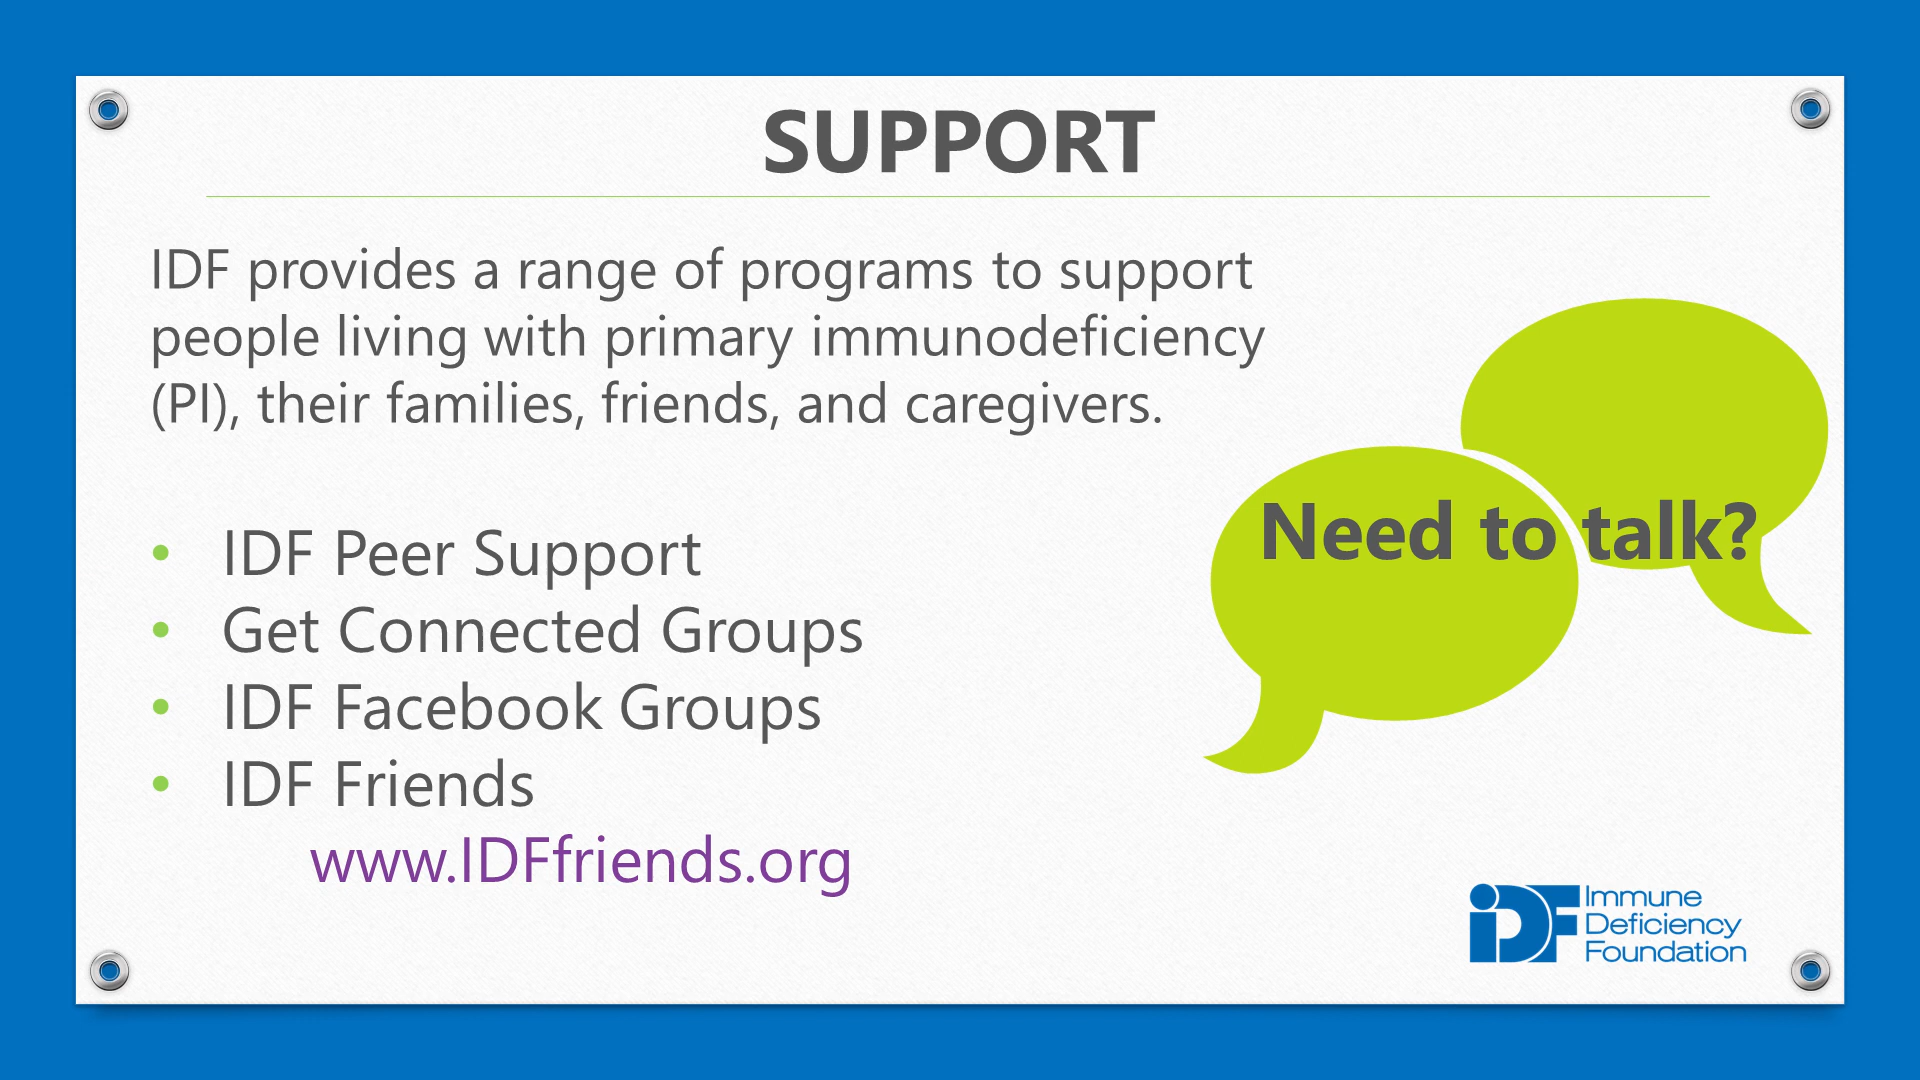 SUPPORT
IDF provides a range of programs to support
people living with primary immunodeficiency
(PI), their families, friends, and caregivers.
• IDF Peer Support
• Get Connected Groups
• IDF Facebook Groups
• IDF Friends
www.IDFfriends.org
Need to talk?
iDF Immune
Deficiency
Foundation